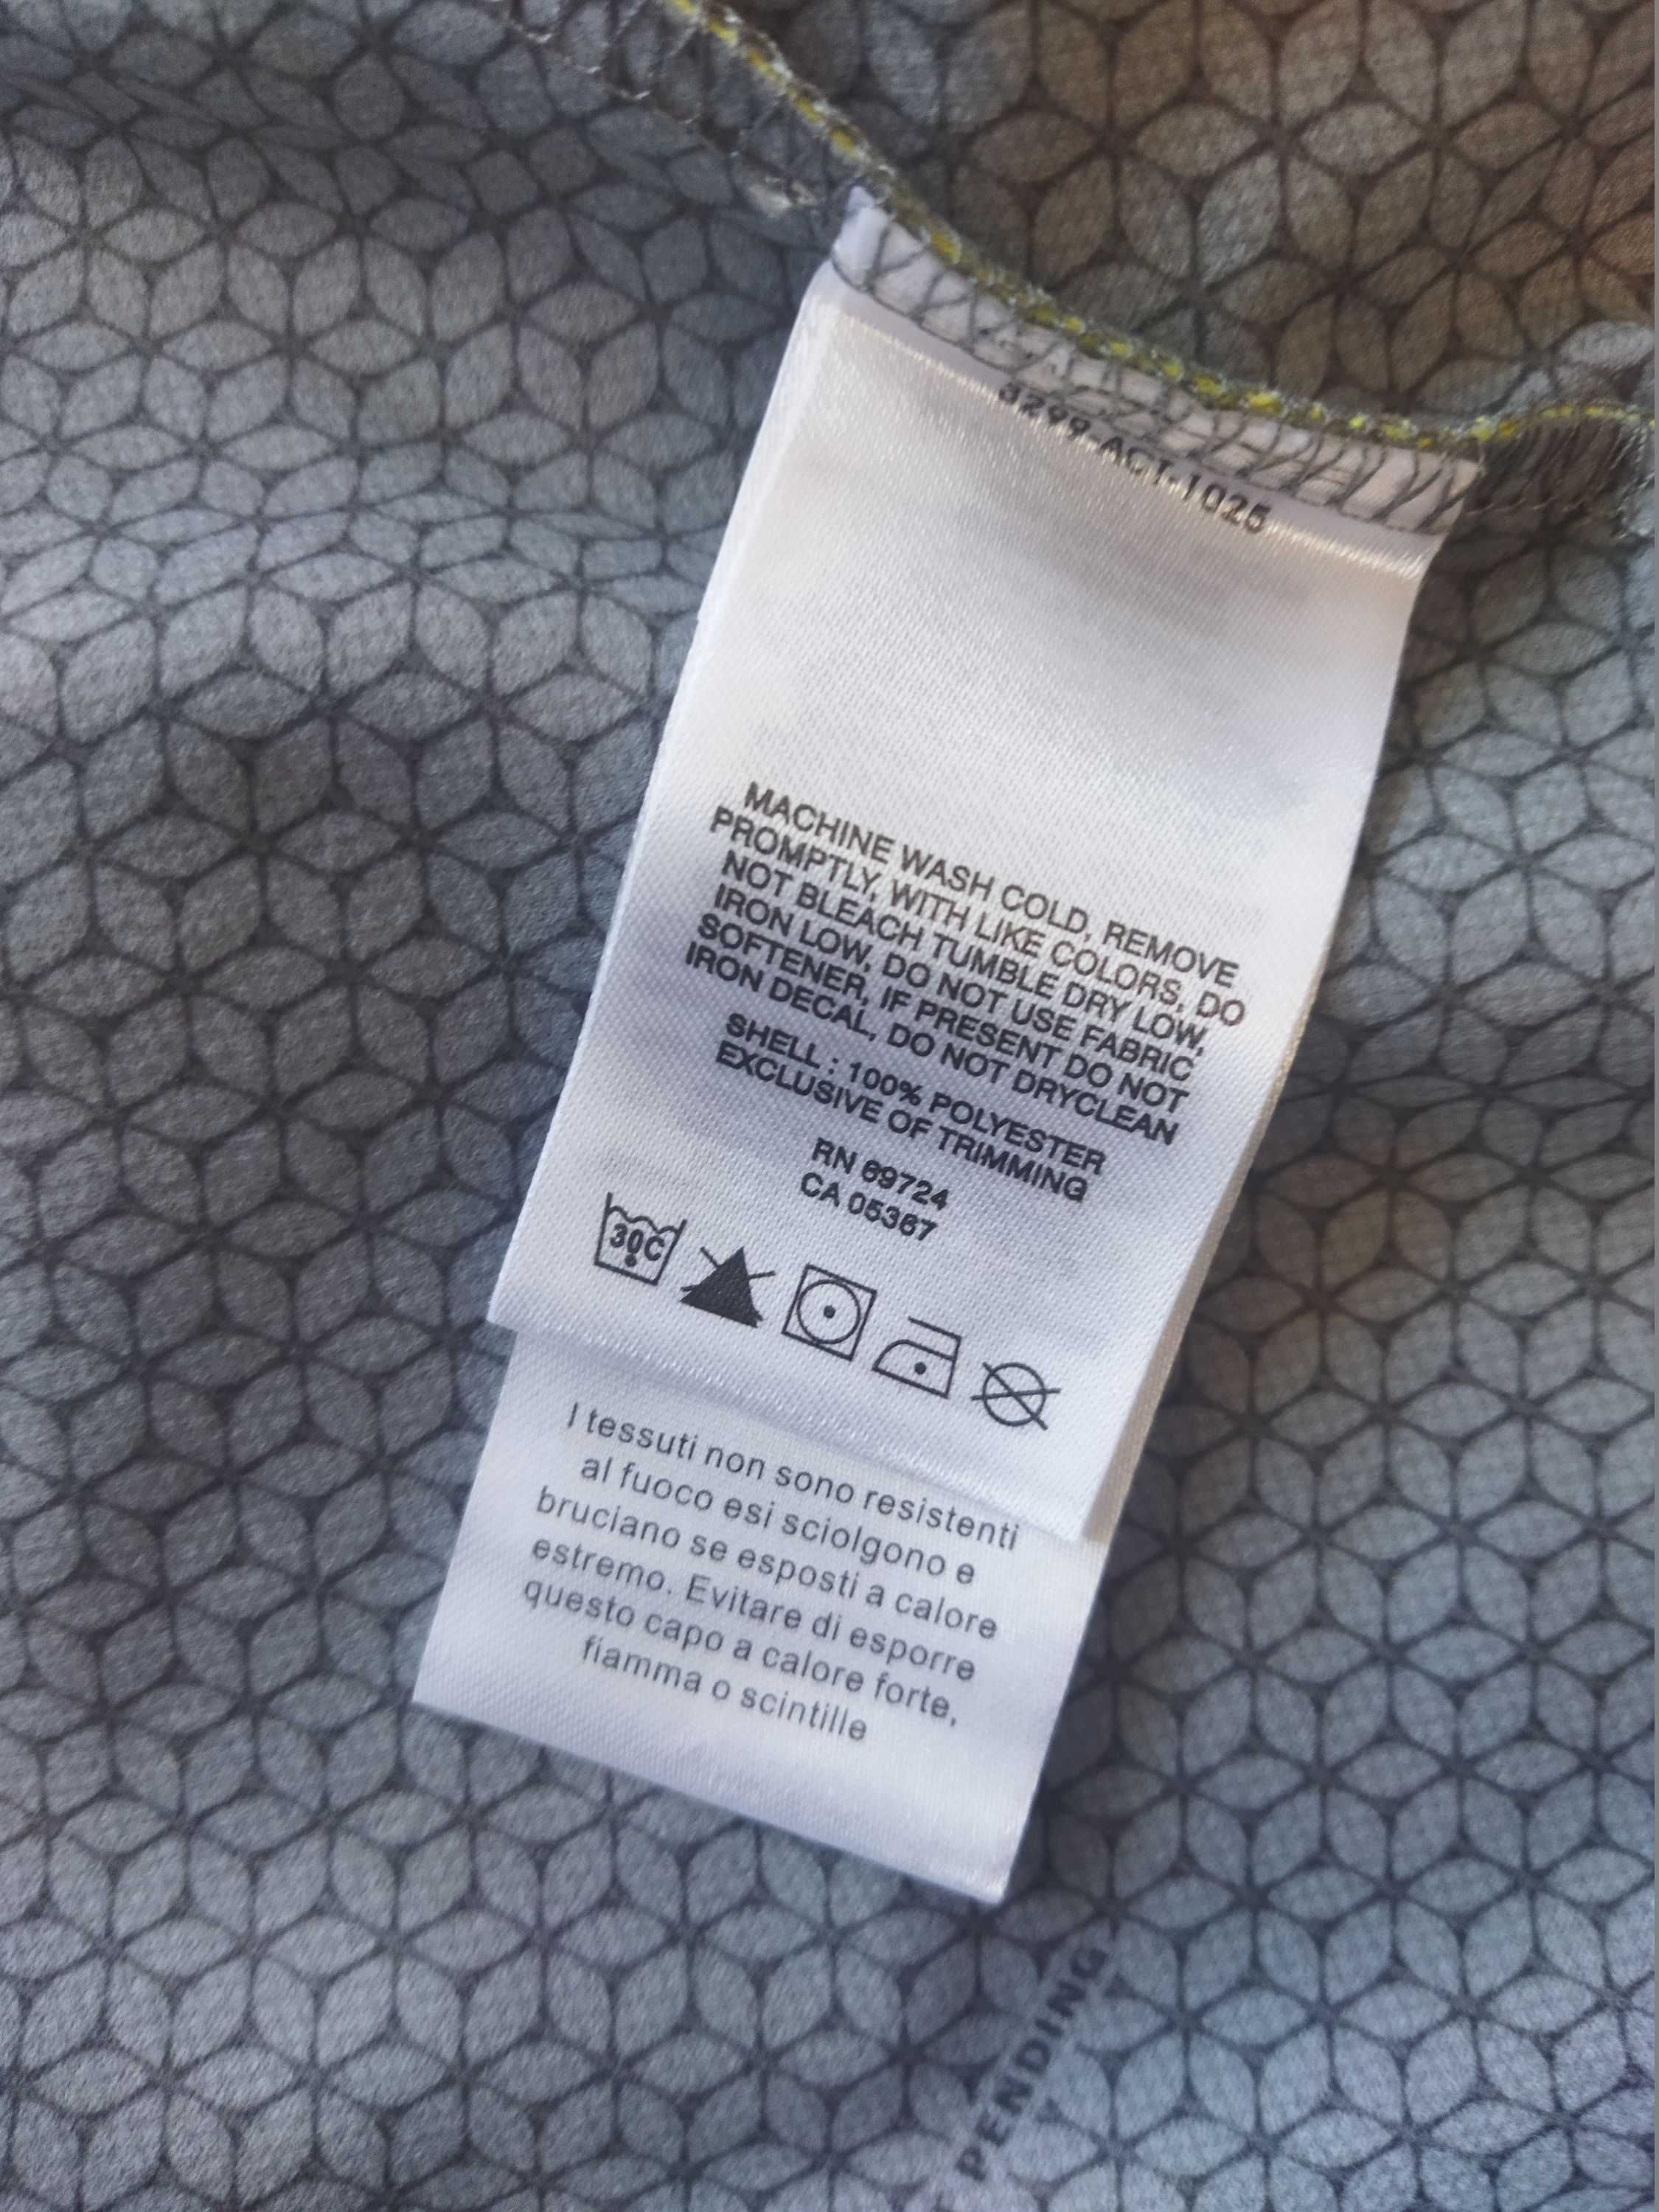 3299-ACT-1025
MACHINE WASH COLD, REMOVE
PROMPTLY, WITH LIKE COLORS, DO
NOT BLEACH TUMBLE DRY LOW,
IRON LOW, DO NOT USE FABRIC
SOFTENER, IF PRESENT DO NOT
IRON DECAL, DO NOT DRYCLEAN
SHELL : 100% POLYESTER
EXCLUSIVE OF TRIMMING
RN 69724
CA 05367
30C
I tessuti non sono resistenti
al fuoco esi sciolgono e
bruciano se esposti a calore
estremo. Evitare di esporre
questo capo a calore forte,
fiamma o scintille
PENDING